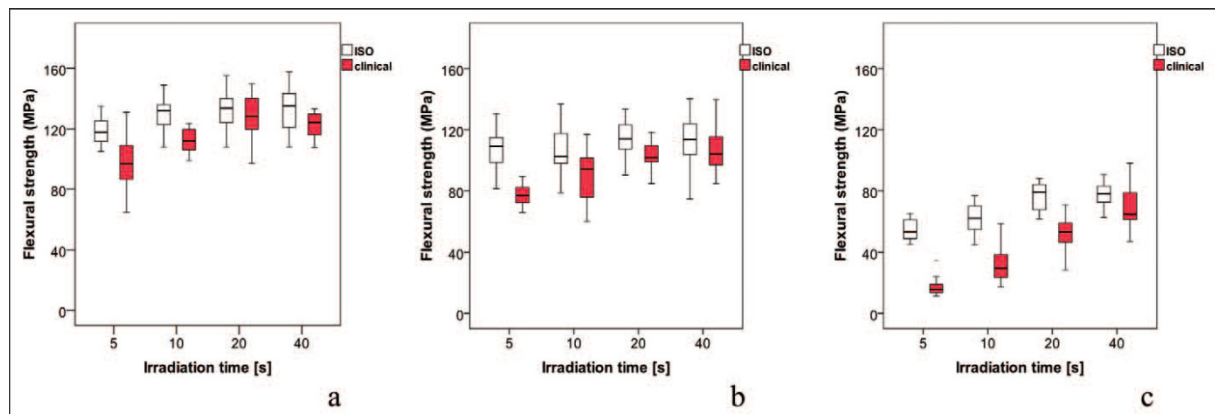 ISO
clinical
160
120
80
40
0
Flexural strength (MPa)
5 10 20 40
Irradiation time [s]
a
ISO
clinical
160
120
80
40
0
Flexural strength (MPa)
5 10 20 40
Irradiation time [s]
b
ISO
clinical
160
120
80
40
0
Flexural strength (MPa)
5 10 20 40
Irradiation time [s]
c